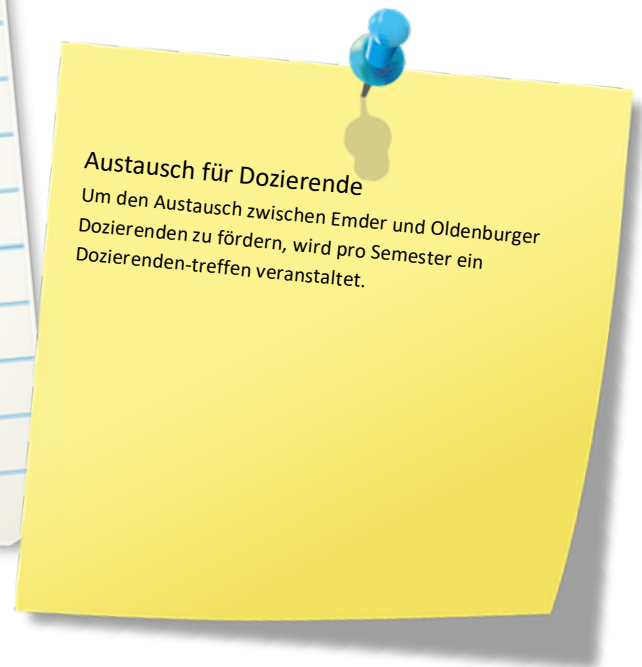 Austausch für Dozierende
Um den Austausch zwischen Emder und Oldenburger
Dozierenden zu fördern, wird pro Semester ein
Dozierenden-treffen veranstaltet.